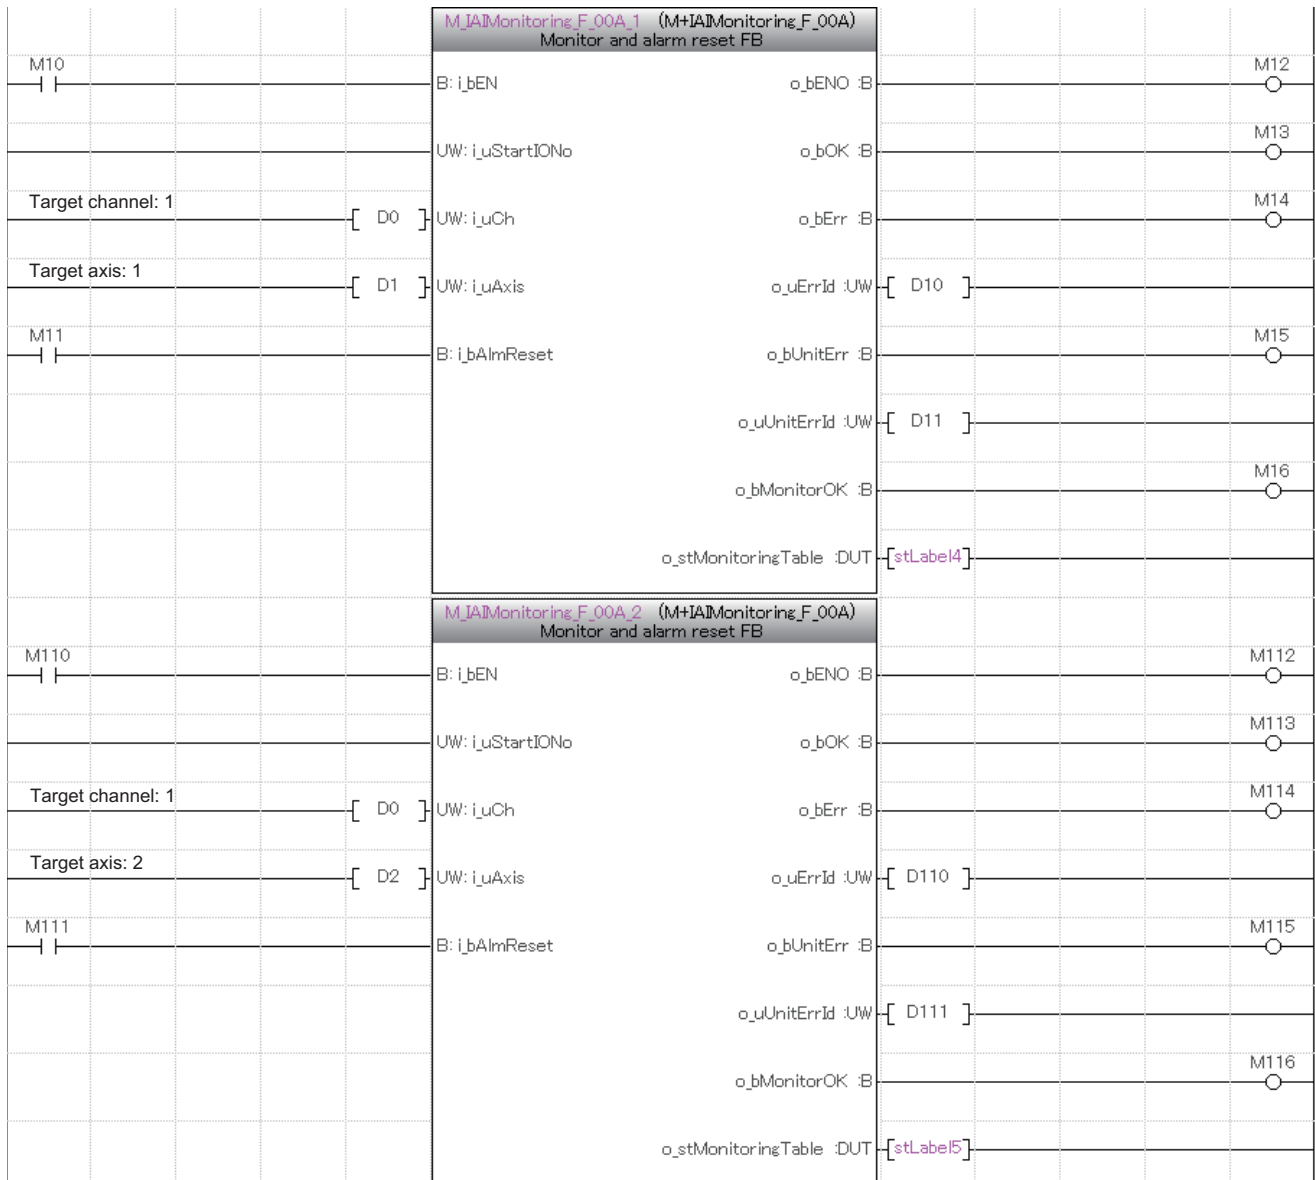 M_IAIMonitoring_F_00A_1 (M+IAIMonitoring_F_00A)
Monitor and alarm reset FB
M10
B: i_bEN
o_bENO :B
M12
UW: i_uStartIONo
o_bOK :B
M13
Target channel: 1
[ D0 ]
UW: i_uCh
o_bErr :B
M14
Target axis: 1
[ D1 ]
UW: i_uAxis
o_uErrId :UW
[ D10 ]
M11
B: i_bAlmReset
o_bUnitErr :B
M15
o_uUnitErrId :UW
[ D11 ]
o_bMonitorOK :B
M16
o_stMonitoringTable :DUT
[stLabel4]
M_IAIMonitoring_F_00A_2 (M+IAIMonitoring_F_00A)
Monitor and alarm reset FB
M110
B: i_bEN
o_bENO :B
M112
UW: i_uStartIONo
o_bOK :B
M113
Target channel: 1
[ D0 ]
UW: i_uCh
o_bErr :B
M114
Target axis: 2
[ D2 ]
UW: i_uAxis
o_uErrId :UW
[ D110 ]
M111
B: i_bAlmReset
o_bUnitErr :B
M115
o_uUnitErrId :UW
[ D111 ]
o_bMonitorOK :B
M116
o_stMonitoringTable :DUT
[stLabel5]